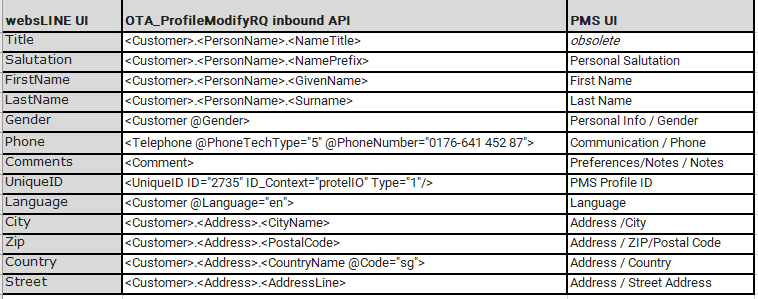 websLINE UI OTA_ProfileModifyRQ inbound API PMS UI
Title <Customer>.<PersonName>.<NameTitle> obsolete
Salutation <Customer>.<PersonName>.<NamePrefix> Personal Salutation
FirstName <Customer>.<PersonName>.<GivenName> First Name
LastName <Customer>.<PersonName>.<Surname> Last Name
Gender <Customer @Gender> Personal Info / Gender
Phone <Telephone @PhoneTechType="5" @PhoneNumber="0176-641 452 87"> Communication / Phone
Comments <Comment> Preferences/Notes / Notes
UniqueID <UniqueID ID="2735" ID_Context="protelIO" Type="1"/> PMS Profile ID
Language <Customer @Language="en"> Language
City <Customer>.<Address>.<CityName> Address /City
Zip <Customer>.<Address>.<PostalCode> Address / ZIP/Postal Code
Country <Customer>.<Address>.<CountryName @Code="sg"> Address / Country
Street <Customer>.<Address>.<AddressLine> Address / Street Address